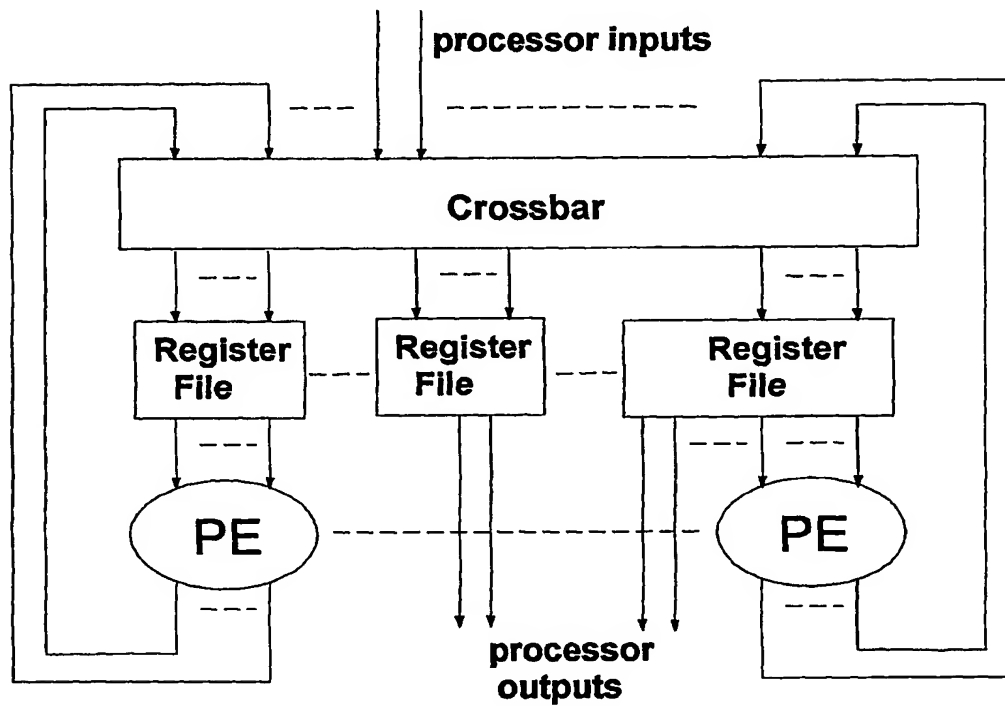 processor inputs
Crossbar
Register
File
Register
File
Register
File
PE
PE
processor
outputs